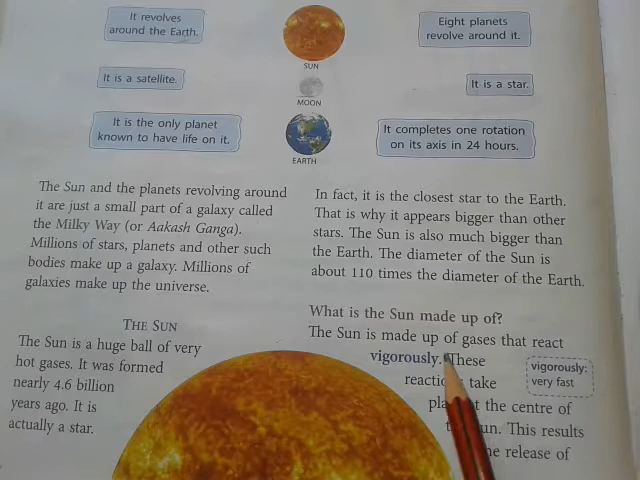 It revolves
around the Earth.
Eight planets
revolve around it.
SUN
It is a satellite.
It is a star.
MOON
It is the only planet
known to have life on it.
It completes one rotation
on its axis in 24 hours.
EARTH
The Sun and the planets revolving around
it are just a small part of a galaxy called
the Milky Way (or Aakash Ganga).
Millions of stars, planets and other such
bodies make up a galaxy. Millions of
galaxies make up the universe.
THE SUN
The Sun is a huge ball of very
hot gases. It was formed
nearly 4.6 billion
years ago. It is
actually a star.
In fact, it is the closest star to the Earth.
That is why it appears bigger than other
stars. The Sun is also much bigger than
the Earth. The diameter of the Sun is
about 110 times the diameter of the Earth.
What is the Sun made up of?
The Sun is made up of gases that react
vigorously. These
take
at the centre of
This results
release of
vigorously:
very fast